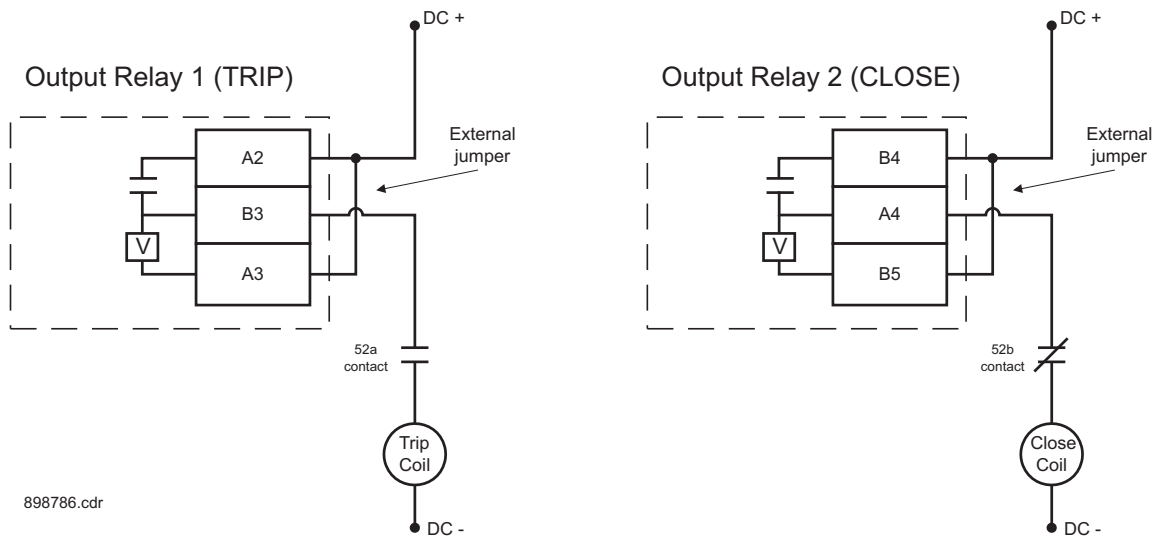 DC +
Output Relay 1 (TRIP)
External
jumper
A2
B3
V
A3
52a
contact
Trip
Coil
DC -
DC +
Output Relay 2 (CLOSE)
External
jumper
B4
A4
V
B5
52b
contact
Close
Coil
DC -
898786.cdr